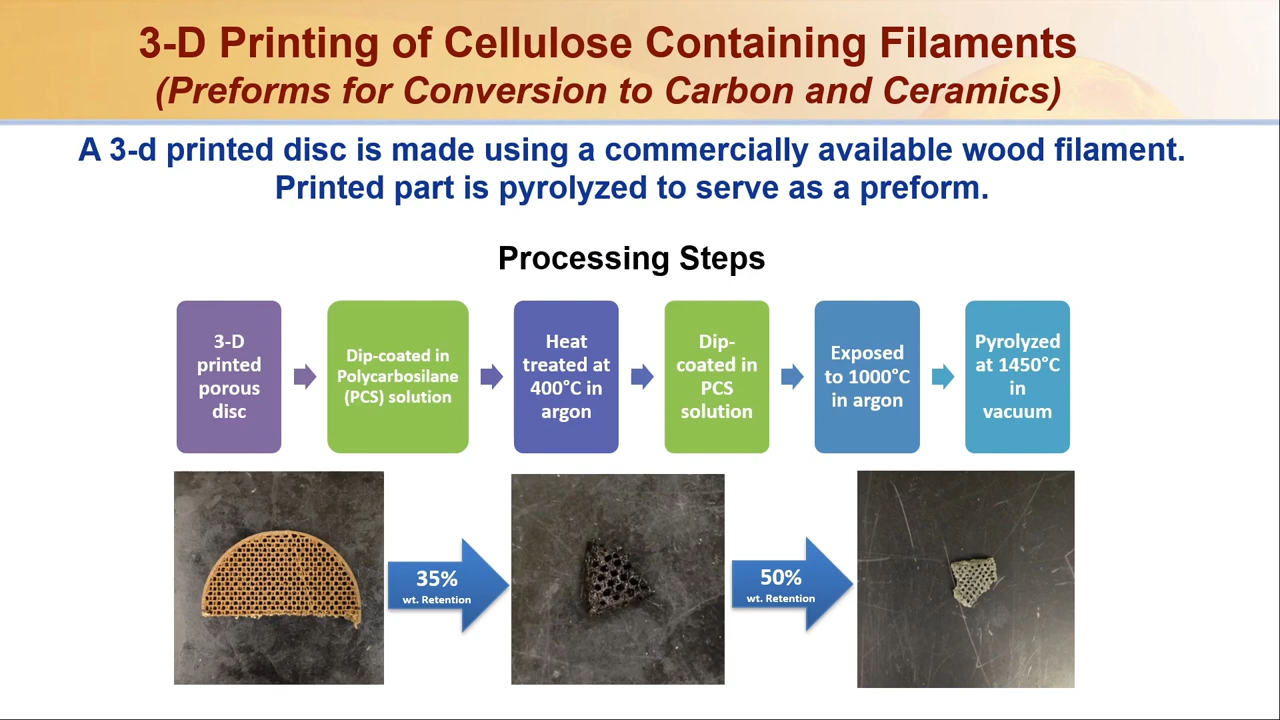 3-D Printing of Cellulose Containing Filaments
(Preforms for Conversion to Carbon and Ceramics)
A 3-d printed disc is made using a commercially available wood filament.
Printed part is pyrolyzed to serve as a preform.
Processing Steps
3-D
printed
porous
disc
Dip-coated in
Polycarbosilane
(PCS) solution
Heat
treated at
400°C in
argon
Dip-
coated in
PCS
solution
Exposed
to 1000°C
in argon
Pyrolyzed
at 1450°C
in
vacuum
35%
wt. Retention
50%
wt. Retention